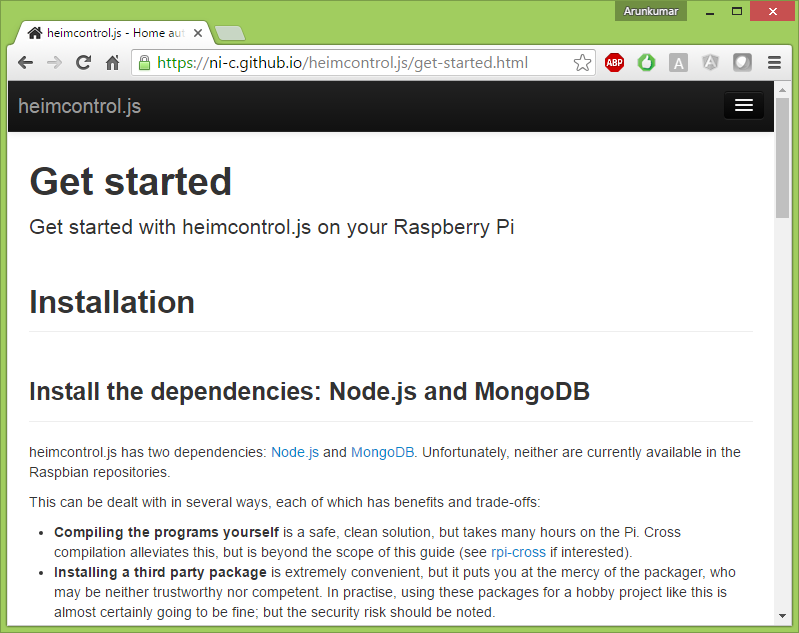 Arunkumar
heimcontrol.js - Home aut
https://ni-c.github.io/heimcontrol.js/get-started.html
ABP
A
A
heimcontrol.js
Get started
Get started with heimcontrol.js on your Raspberry Pi
Installation
Install the dependencies: Node.js and MongoDB
heimcontrol.js has two dependencies: Node.js and MongoDB. Unfortunately, neither are currently available in the
Raspbian repositories.
This can be dealt with in several ways, each of which has benefits and trade-offs:
• Compiling the programs yourself is a safe, clean solution, but takes many hours on the Pi. Cross
compilation alleviates this, but is beyond the scope of this guide (see rpi-cross if interested).
• Installing a third party package is extremely convenient, but it puts you at the mercy of the packager, who
may be neither trustworthy nor competent. In practise, using these packages for a hobby project like this is
almost certainly going to be fine; but the security risk should be noted.